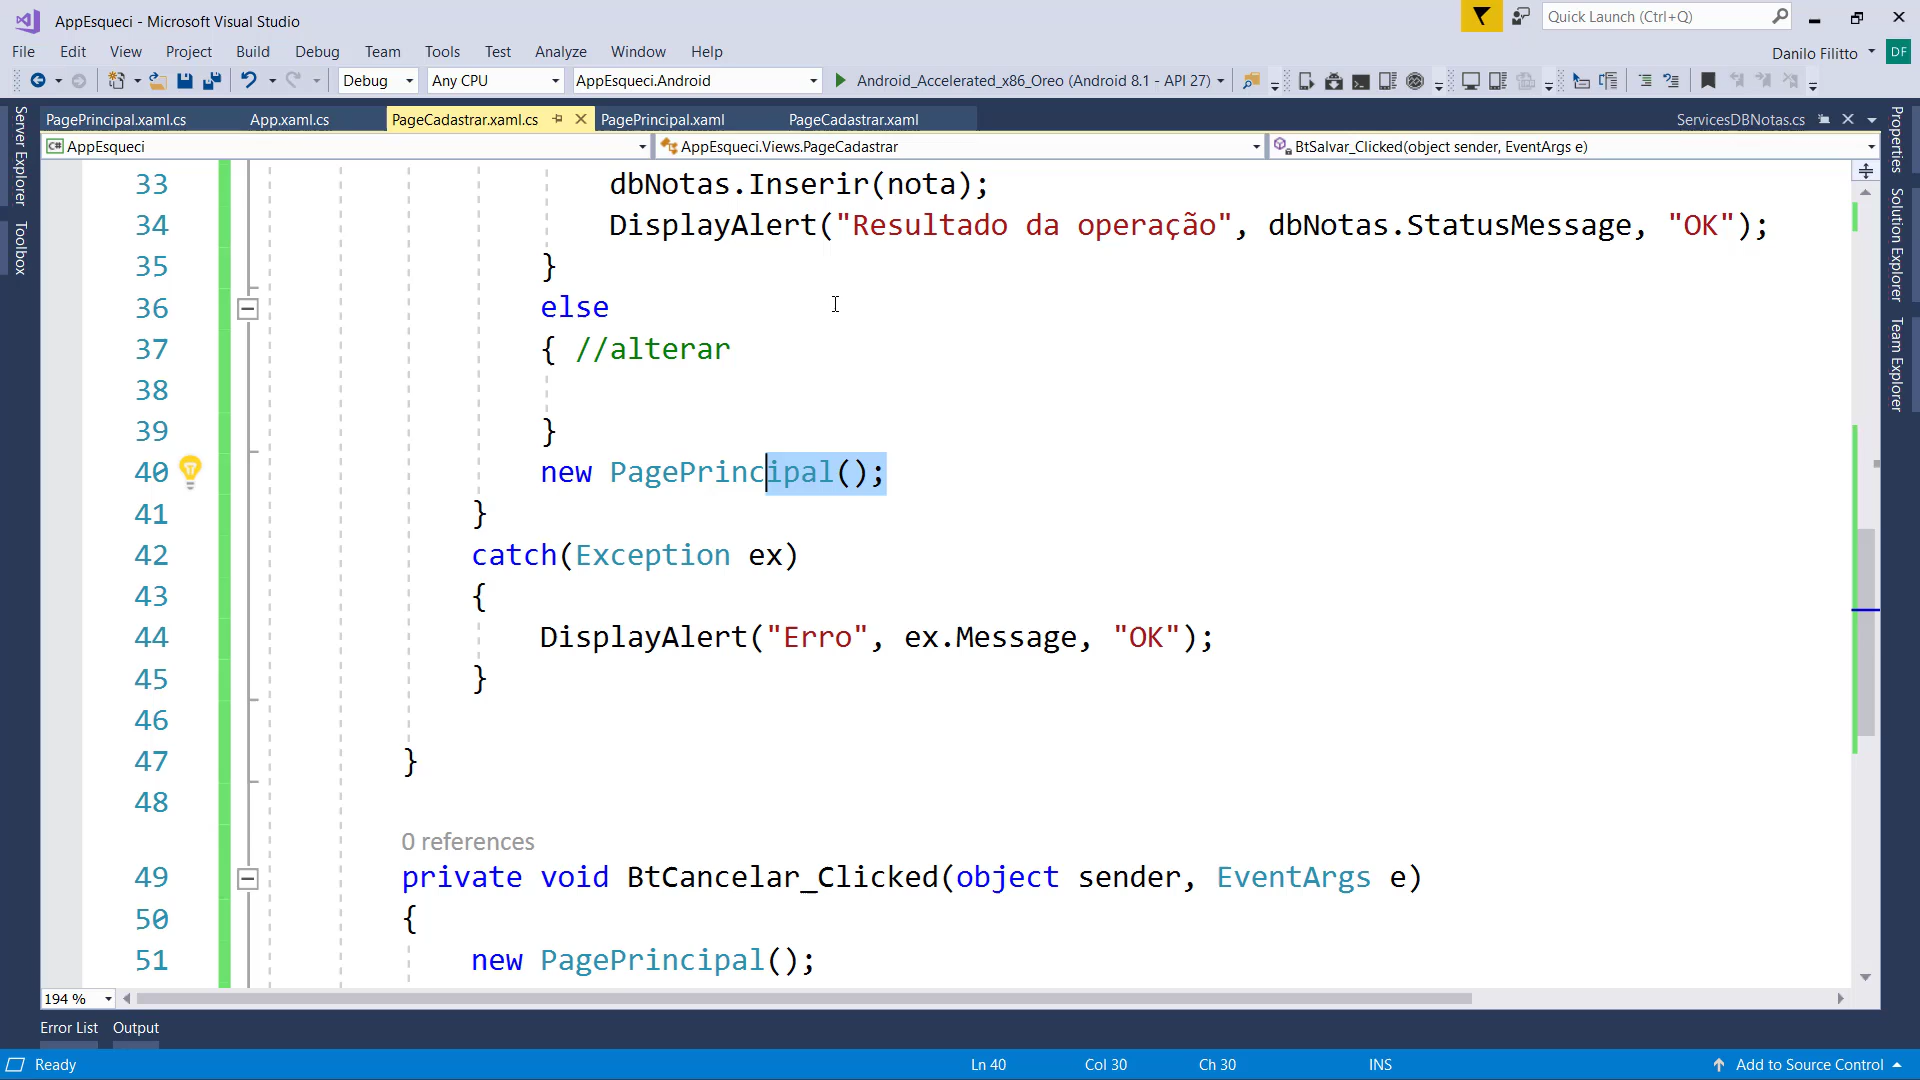 AppEsqueci - Microsoft Visual Studio
Quick Launch (Ctrl+Q)
File Edit View Project Build Debug Team Tools Test Analyze Window Help
Danilo Filitto DF
Debug Any CPU AppEsqueci.Android Android_Accelerated_x86_Oreo (Android 8.1 - API 27)
PagePrincipal.xaml.cs App.xaml.cs PageCadastrar.xaml.cs PagePrincipal.xaml PageCadastrar.xaml ServicesDBNotas.cs
C# AppEsqueci AppEsqueci.Views.PageCadastrar BtSalvar_Clicked(object sender, EventArgs e)
Server Explorer
Toolbox
Properties
Solution Explorer
Team Explorer
33 dbNotas.Inserir(nota);
34 DisplayAlert("Resultado da operação", dbNotas.StatusMessage, "OK");
35 }
36 else
37 { //alterar
38
39 }
40 new PagePrincipal();
41 }
42 catch(Exception ex)
43 {
44 DisplayAlert("Erro", ex.Message, "OK");
45 }
46
47 }
48
0 references
49 private void BtCancelar_Clicked(object sender, EventArgs e)
50 {
51 new PagePrincipal();
194 %
Error List Output
Ready Ln 40 Col 30 Ch 30 INS Add to Source Control